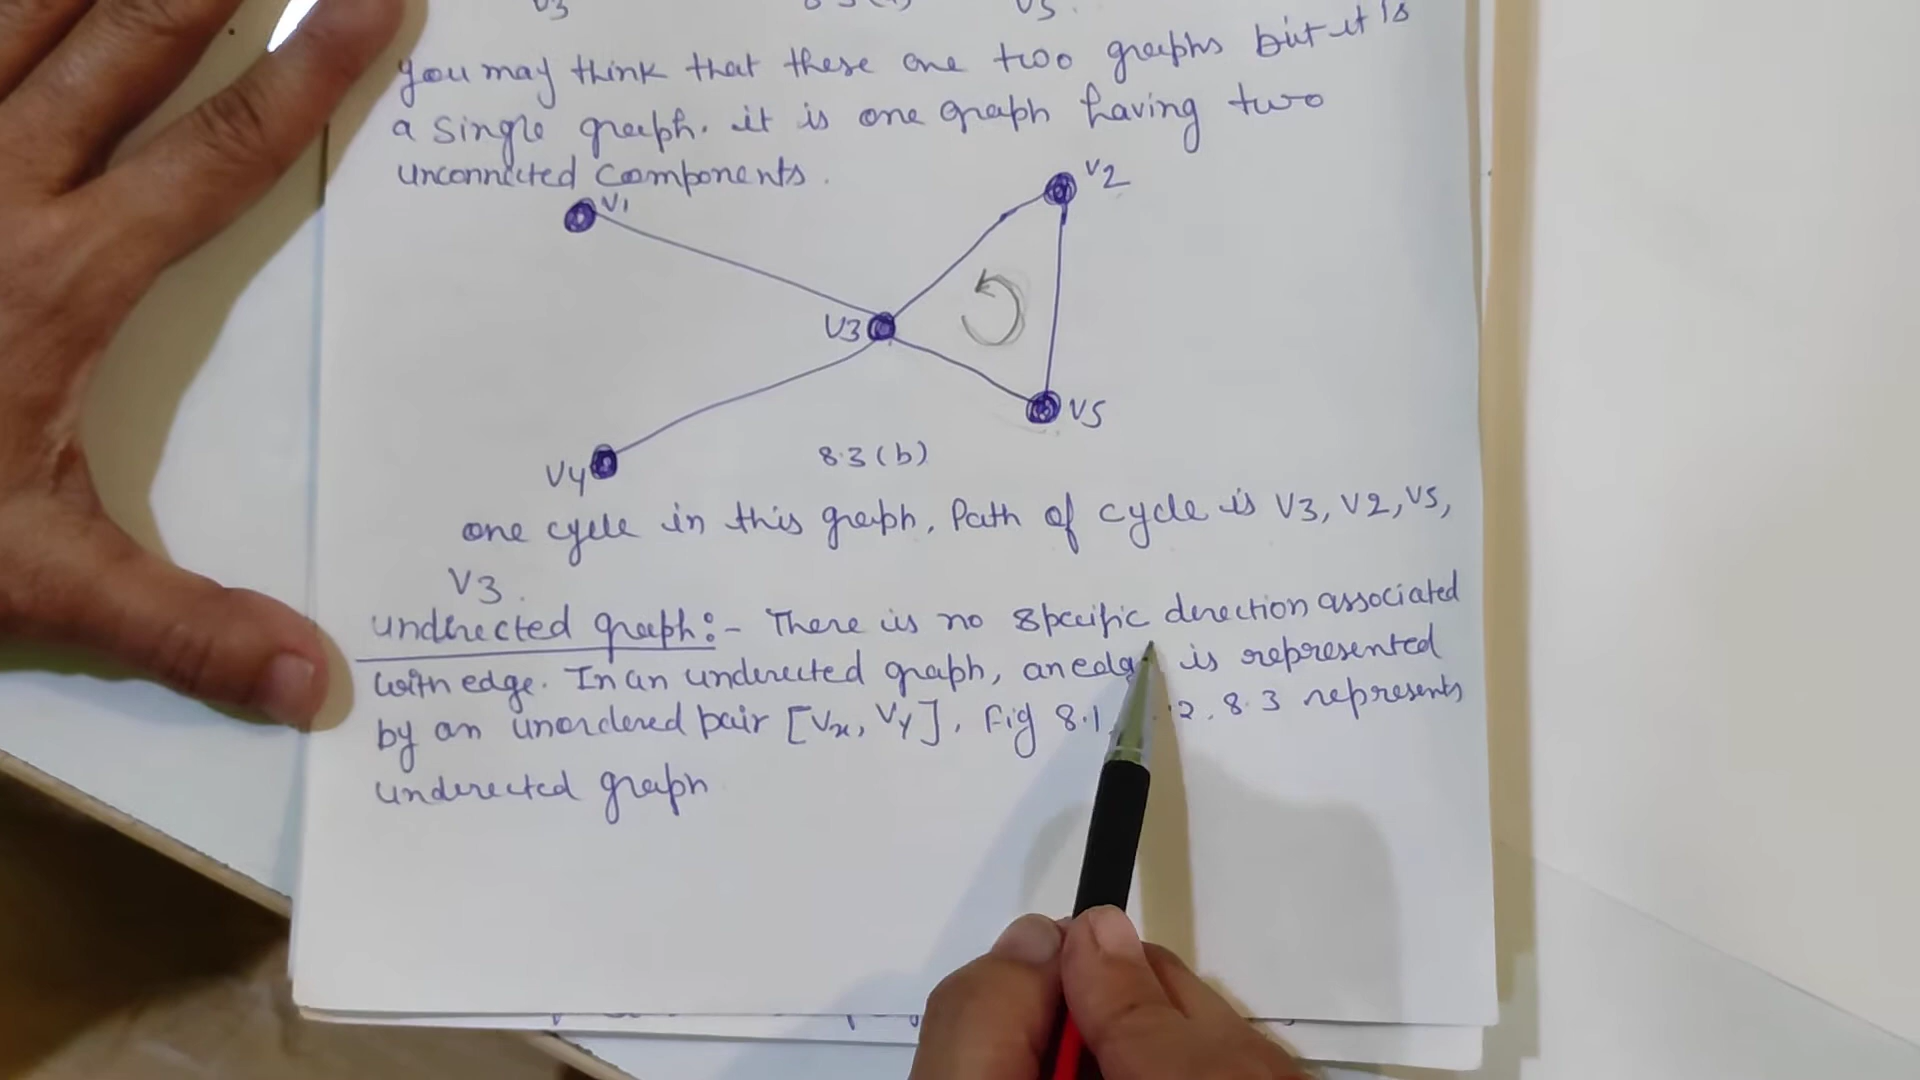 V3 V5.
you may think that these are two graphs but it is
a single graph. it is one graph having two
unconnected components.
V1
V2
V3
V5
V4
8.3(b)
one cycle in this graph. Path of cycle is V3, V2, V5,
V3.
undirected graph:- There is no specific direction associated
with edge. In an undirected graph, an edge is represented
by an unordered pair [Vx, Vy]. Fig 8.1, 2, 8.3 represents
undirected graph